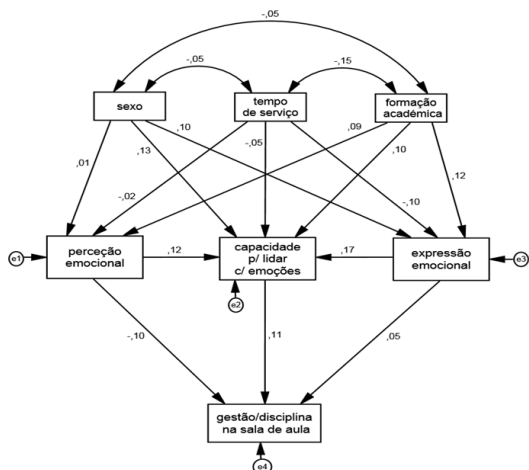 -,05
-,05
-,15
sexo
tempo
de serviço
formação
académica
,10
,09
,01
,13
-,05
,10
,12
-,02
-,10
e1
perceção
emocional
,12
capacidade
p/ lidar
c/ emoções
,17
expressão
emocional
e3
e2
-,10
,11
,05
gestão/disciplina
na sala de aula
e4